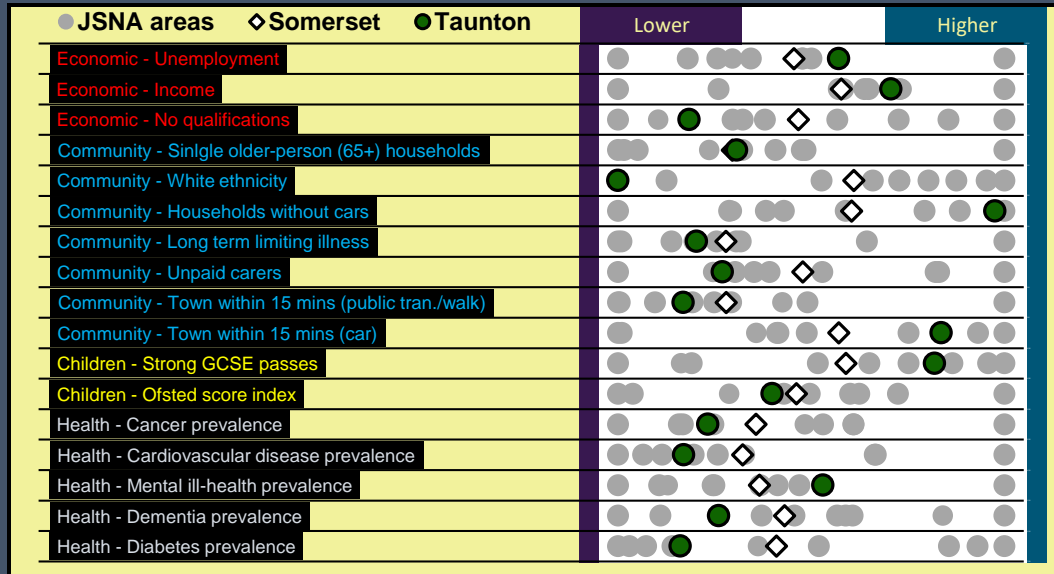 JSNA areas Somerset Taunton Lower Higher
Economic - Unemployment
Economic - Income
Economic - No qualifications
Community - Sinlgle older-person (65+) households
Community - White ethnicity
Community - Households without cars
Community - Long term limiting illness
Community - Unpaid carers
Community - Town within 15 mins (public tran./walk)
Community - Town within 15 mins (car)
Children - Strong GCSE passes
Children - Ofsted score index
Health - Cancer prevalence
Health - Cardiovascular disease prevalence
Health - Mental ill-health prevalence
Health - Dementia prevalence
Health - Diabetes prevalence